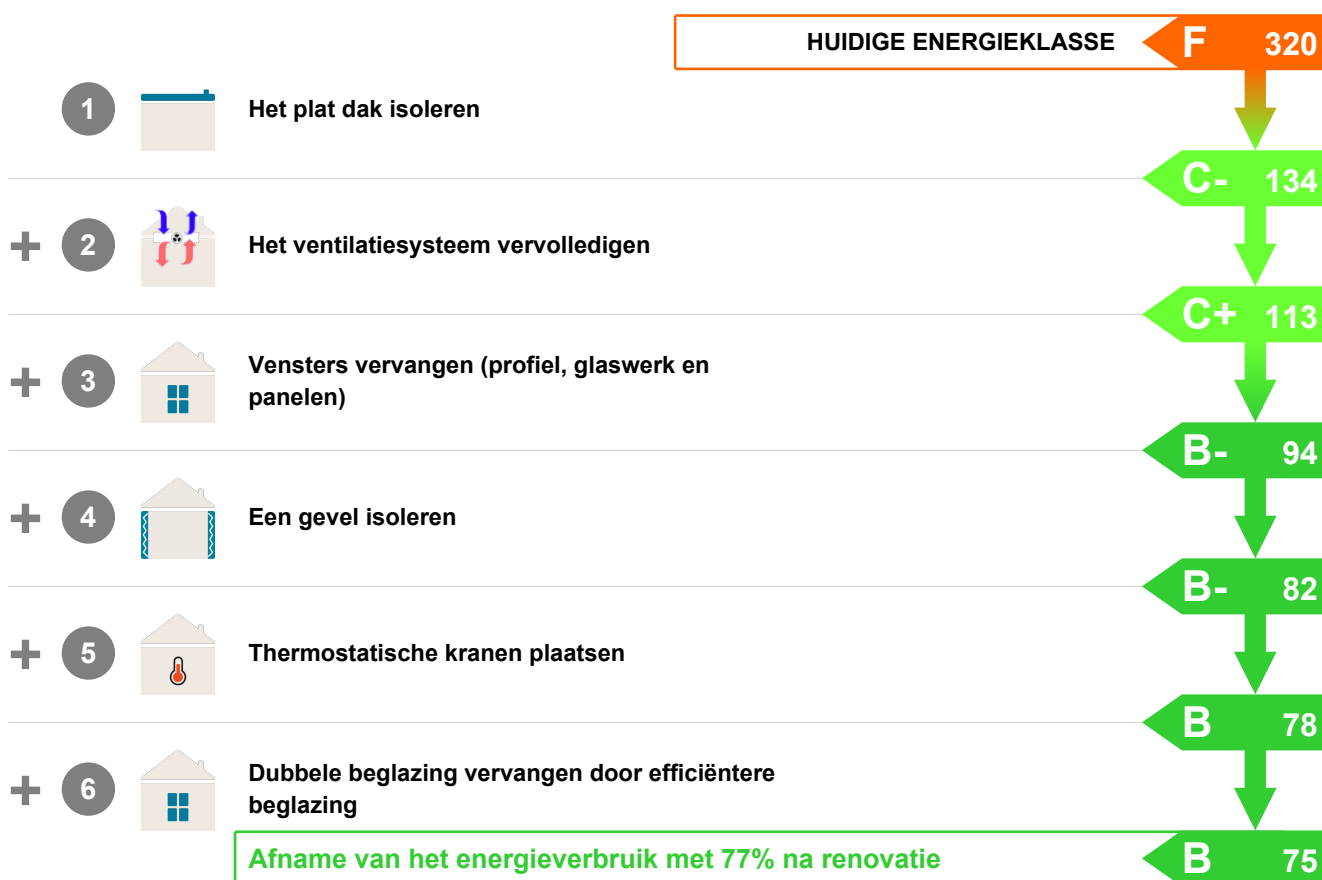 HUIDIGE ENERGIEKLASSE F 320
1 Het plat dak isoleren
C- 134
+ 2 Het ventilatiesysteem vervolledigen
C+ 113
+ 3 Vensters vervangen (profiel, glaswerk en
panelen)
B- 94
+ 4 Een gevel isoleren
B- 82
+ 5 Thermostatische kranen plaatsen
B 78
+ 6 Dubbele beglazing vervangen door efficiëntere
beglazing
Afname van het energieverbruik met 77% na renovatie B 75